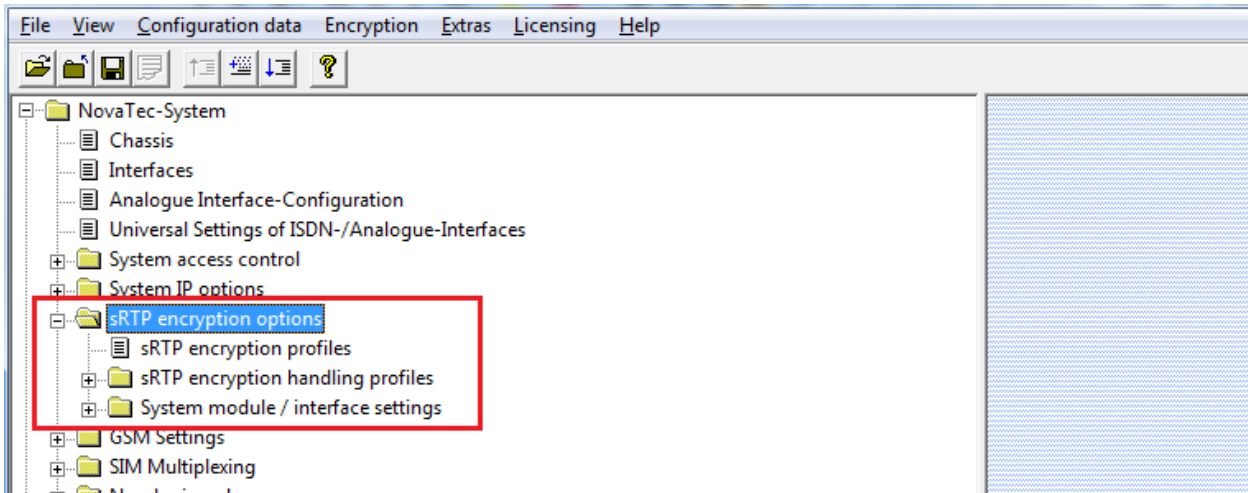 File View Configuration data Encryption Extras Licensing Help
NovaTec-System
Chassis
Interfaces
Analogue Interface-Configuration
Universal Settings of ISDN-/Analogue-Interfaces
System access control
System IP options
sRTP encryption options
sRTP encryption profiles
sRTP encryption handling profiles
System module / interface settings
GSM Settings
SIM Multiplexing